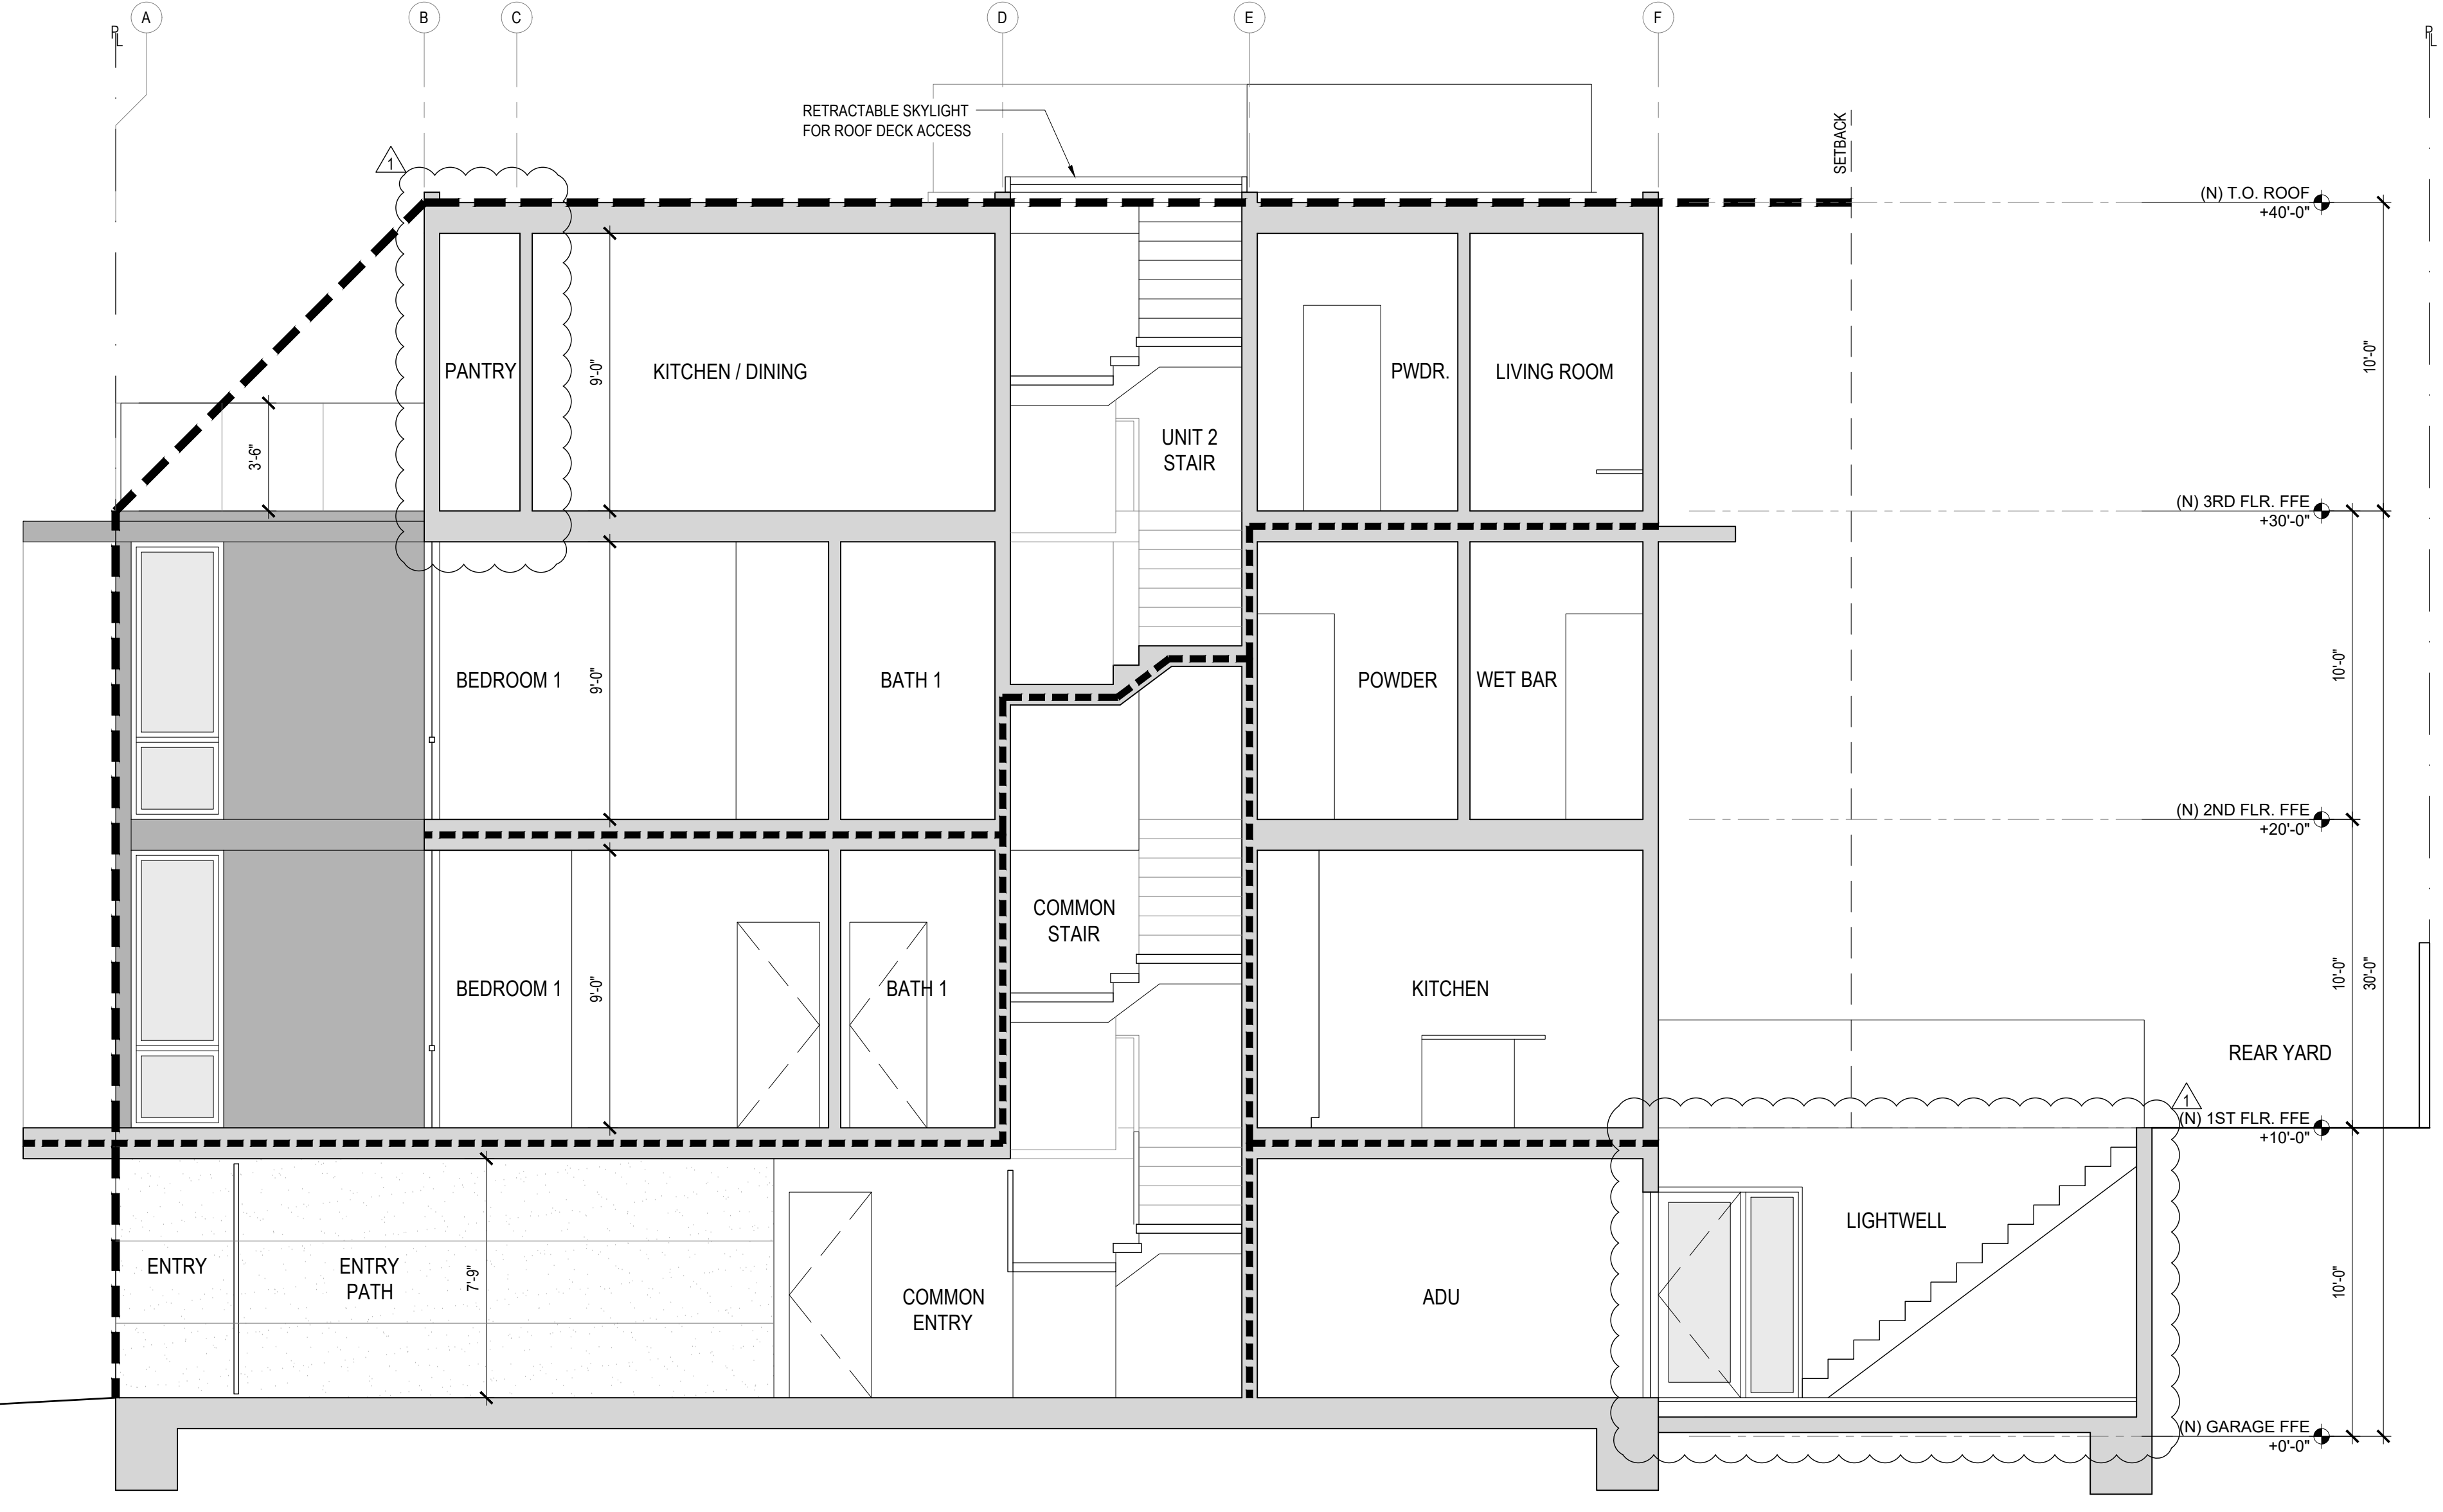 A
B
C
D
E
F
PL
PL
RETRACTABLE SKYLIGHT
FOR ROOF DECK ACCESS
SETBACK
1
(N) T.O. ROOF
+40'-0"
PANTRY
9'-0"
KITCHEN / DINING
PWDR.
LIVING ROOM
10'-0"
3'-6"
UNIT 2
STAIR
(N) 3RD FLR. FFE
+30'-0"
BEDROOM 1
9'-0"
BATH 1
POWDER
WET BAR
10'-0"
(N) 2ND FLR. FFE
+20'-0"
COMMON
STAIR
BEDROOM 1
9'-0"
BATH 1
KITCHEN
10'-0"
30'-0"
REAR YARD
1
(N) 1ST FLR. FFE
+10'-0"
ENTRY
ENTRY
PATH
7'-9"
COMMON
ENTRY
ADU
LIGHTWELL
10'-0"
(N) GARAGE FFE
+0'-0"